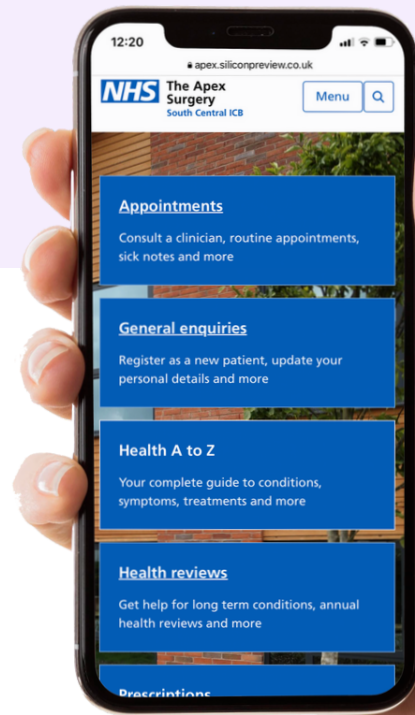 12:20
apex.siliconpreview.co.uk
NHS
The Apex
Surgery
South Central ICB
Menu
Appointments
Consult a clinician, routine appointments,
sick notes and more
General enquiries
Register as a new patient, update your
personal details and more
Health A to Z
Your complete guide to conditions,
symptoms, treatments and more
Health reviews
Get help for long term conditions, annual
health reviews and more
Prescriptions